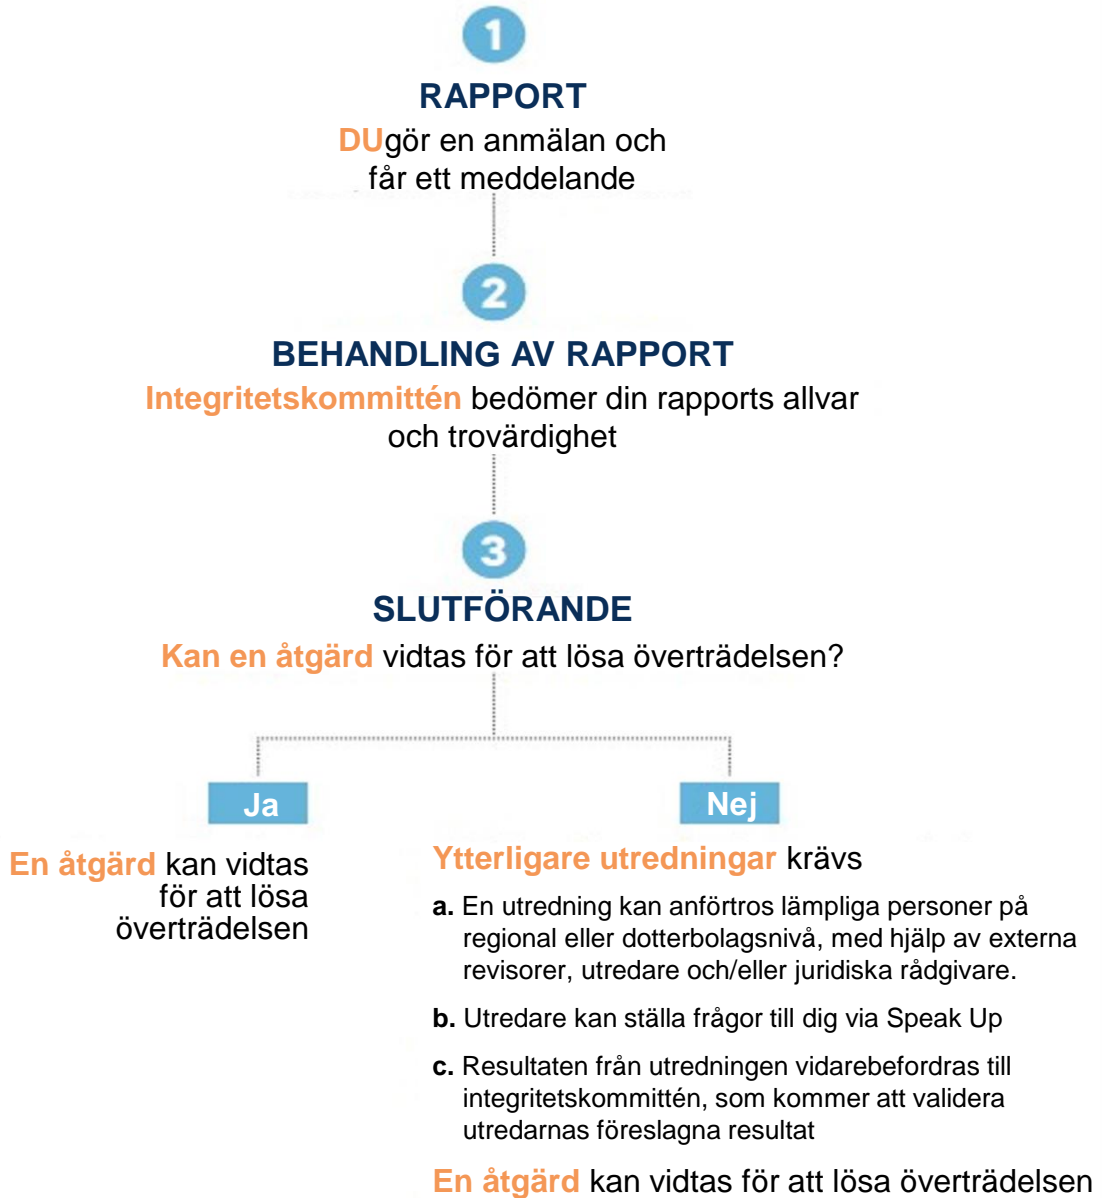 1
RAPPORT
DUgör en anmälan och
får ett meddelande
2
BEHANDLING AV RAPPORT
Integritetskommittén bedömer din rapports allvar
och trovärdighet
3
SLUTFÖRANDE
Kan en åtgärd vidtas för att lösa överträdelsen?
Ja
En åtgärd kan vidtas
för att lösa
överträdelsen
Nej
Ytterligare utredningar krävs
a. En utredning kan anförtros lämpliga personer på
regional eller dotterbolagsnivå, med hjälp av externa
revisorer, utredare och/eller juridiska rådgivare.
b. Utredare kan ställa frågor till dig via Speak Up
c. Resultaten från utredningen vidarebefordras till
integritetskommittén, som kommer att validera
utredarnas föreslagna resultat
En åtgärd kan vidtas för att lösa överträdelsen